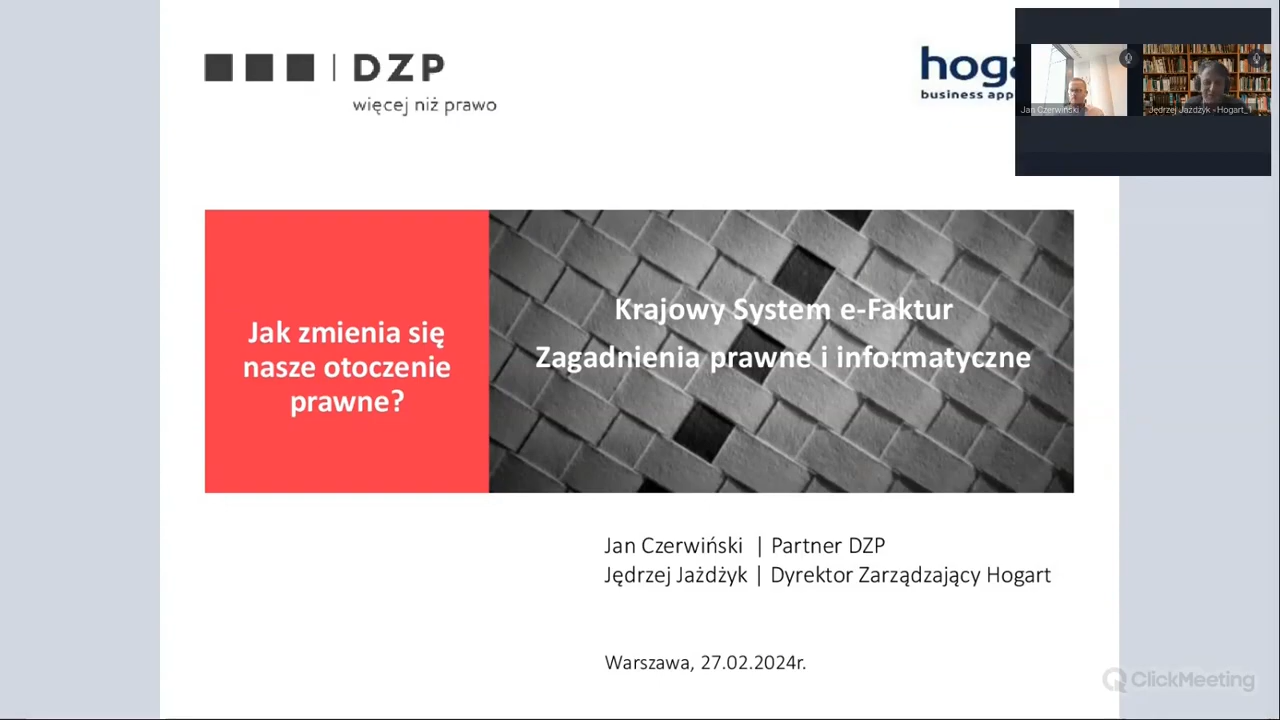 DZP
więcej niż prawo
hoga
business app
Jan Czerwiński
Jędrzej Jażdżyk - Hogart_1
Jak zmienia się
nasze otoczenie
prawne?
Krajowy System e-Faktur
Zagadnienia prawne i informatyczne
Jan Czerwiński | Partner DZP
Jędrzej Jażdżyk | Dyrektor Zarządzający Hogart
Warszawa, 27.02.2024r.
ClickMeeting